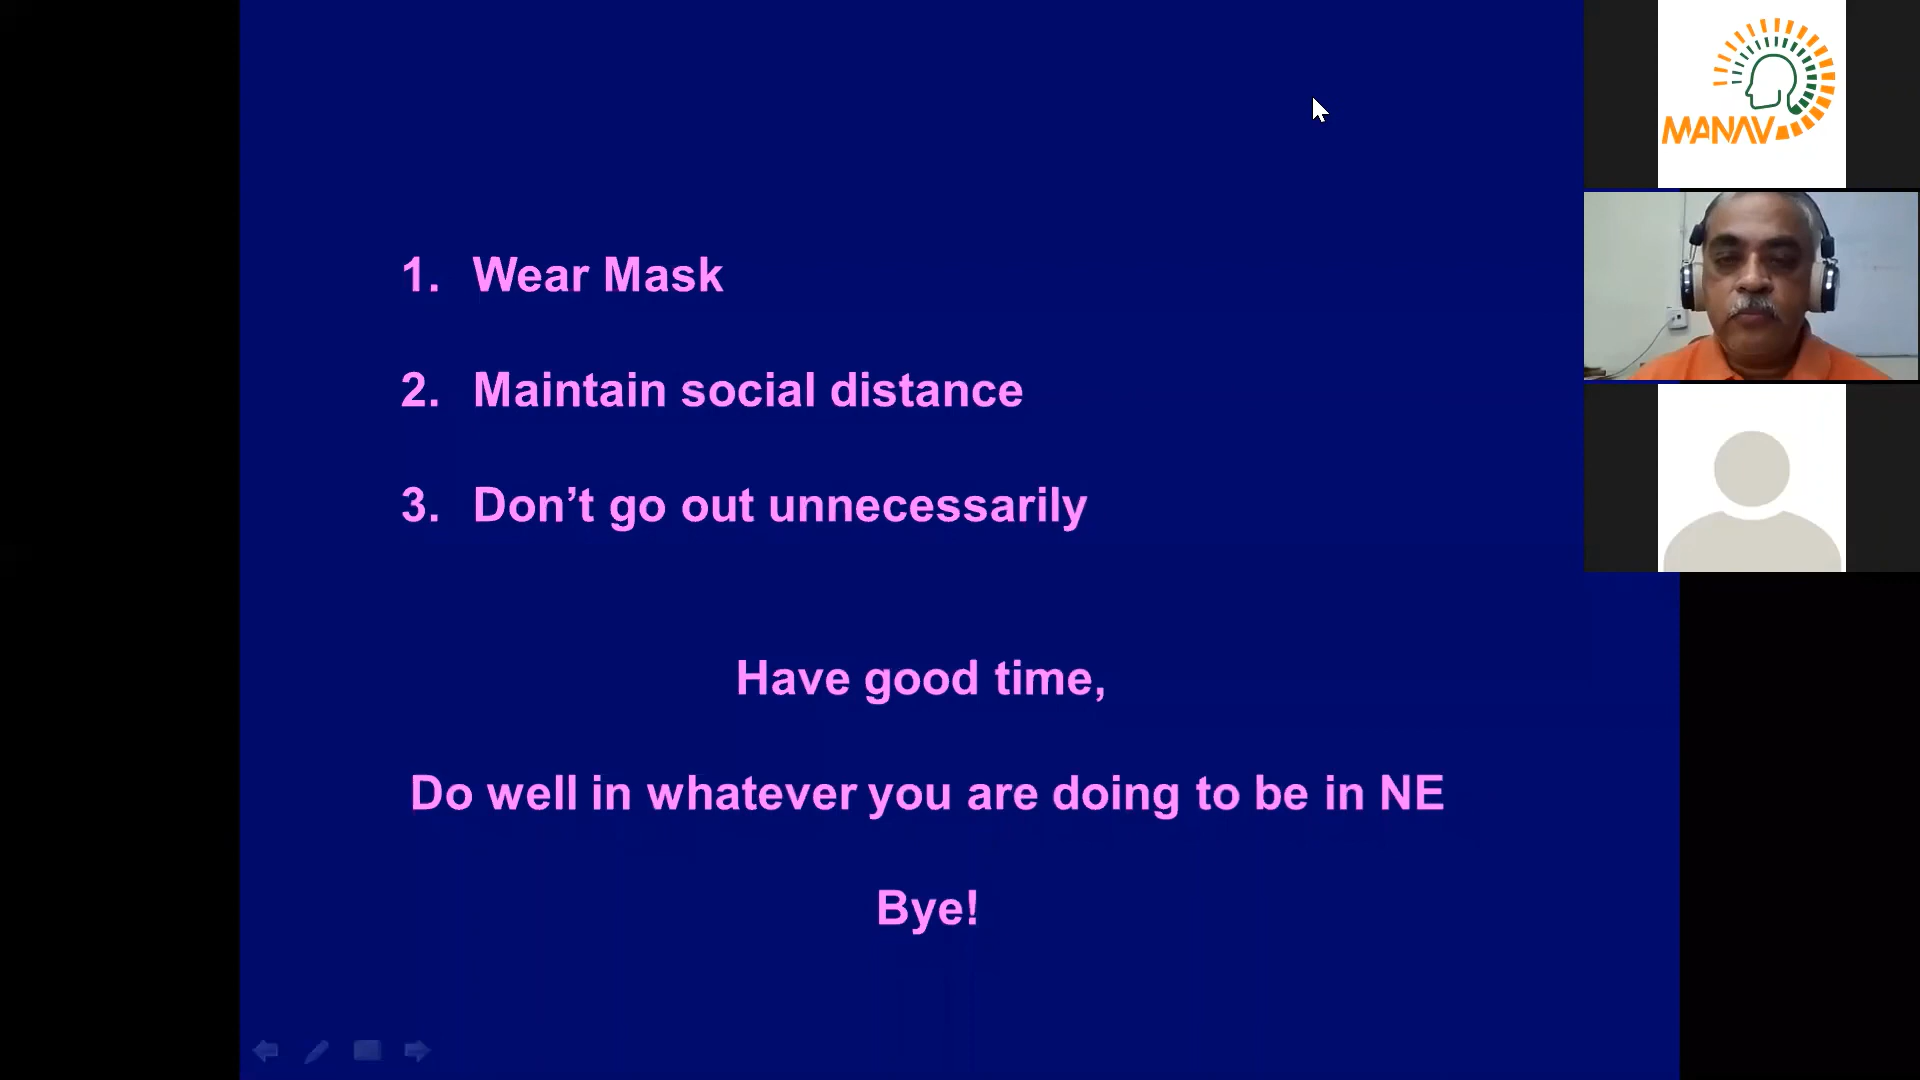 MANAV
1. Wear Mask
2. Maintain social distance
3. Don’t go out unnecessarily
Have good time,
Do well in whatever you are doing to be in NE
Bye!